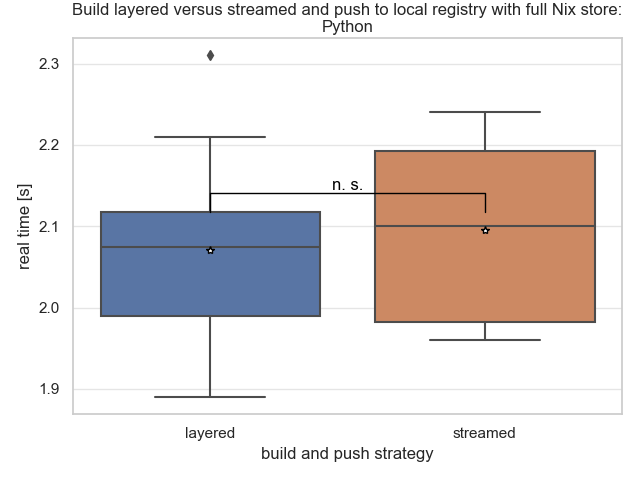 Build layered versus streamed and push to local registry with full Nix store:
Python
2.3
2.2
2.1
2.0
1.9
real time [s]
n. s.
layered
streamed
build and push strategy